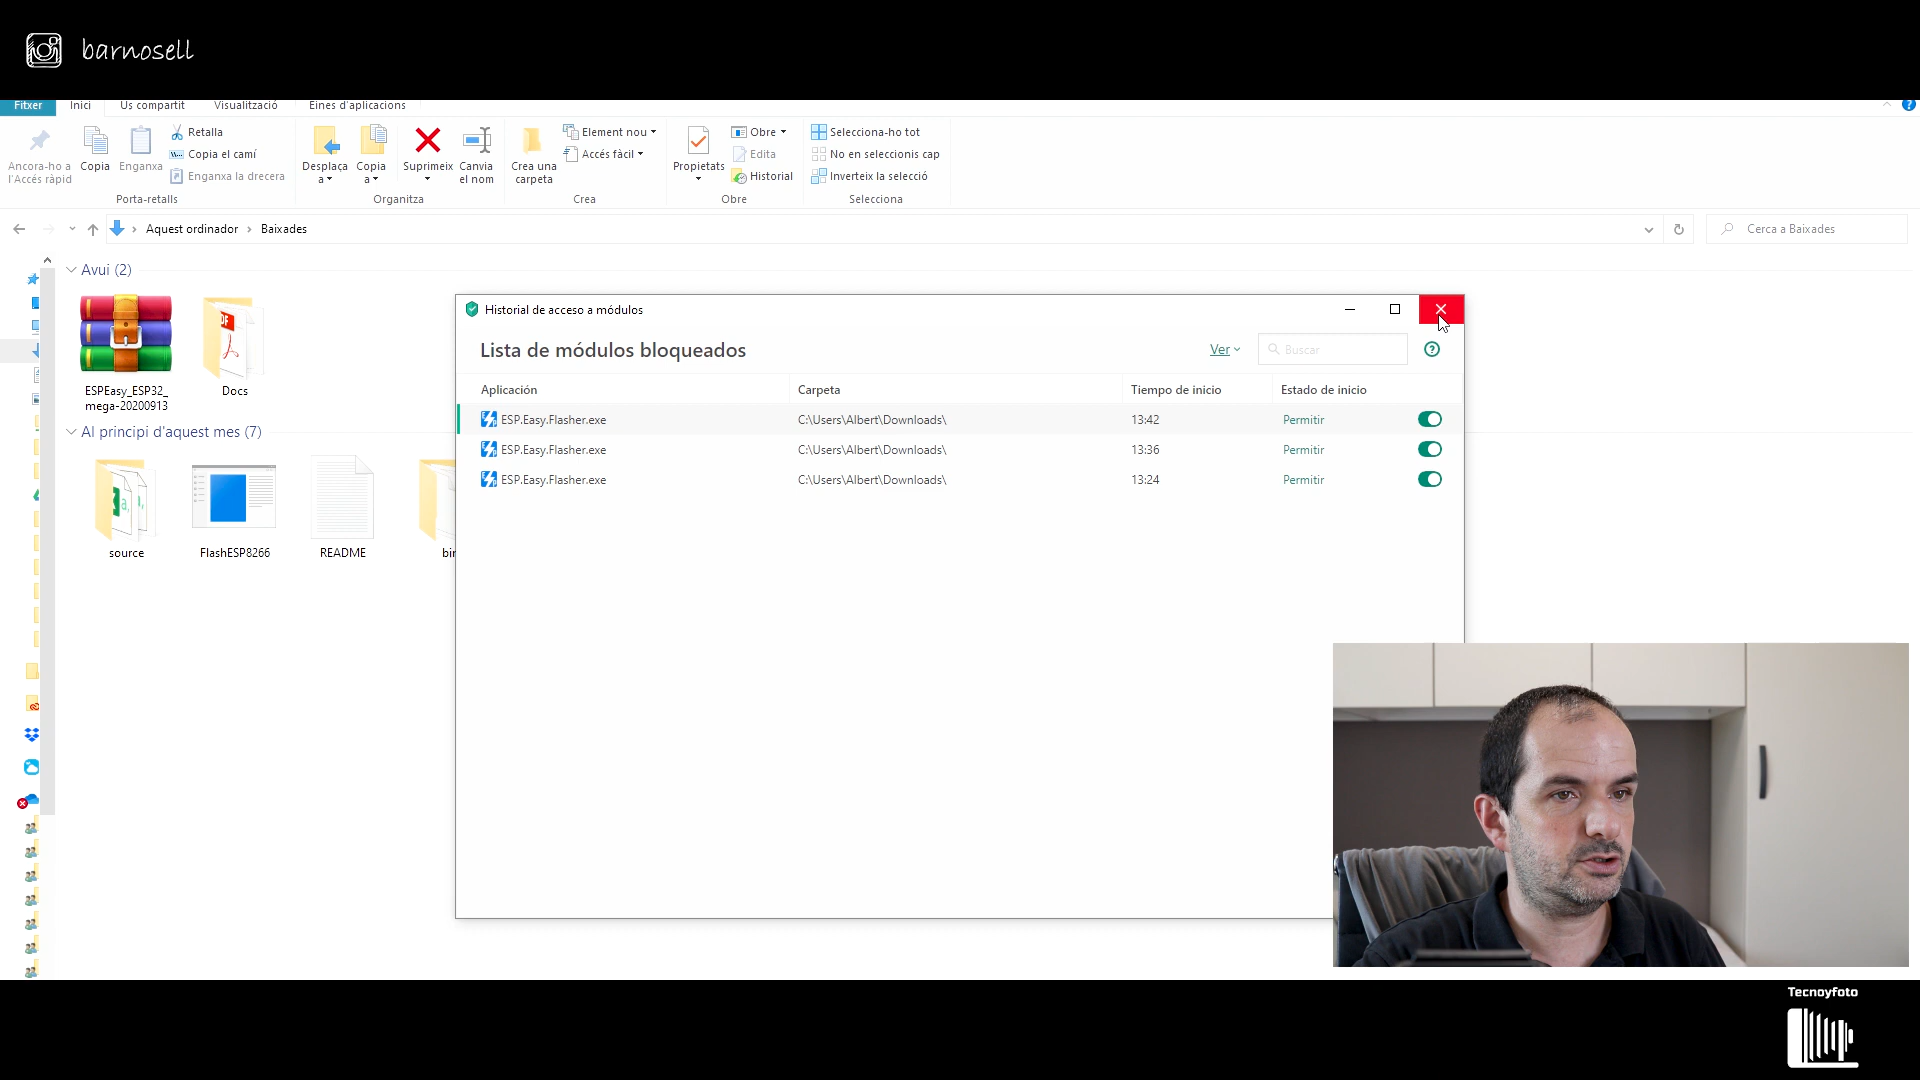 barnosell
Fitxer Inici Us compartit Visualització Eines d'aplicacions
Ancora-ho a l'Accés ràpid
Copia
Enganxa
Retalla
Copia el camí
Enganxa la drecera
Porta-retalls
Desplaça a
Copia a
Suprimeix
Canvia el nom
Organitza
Crea una carpeta
Element nou
Accés fàcil
Crea
Propietats
Obre
Edita
Historial
Obre
Selecciona-ho tot
No en seleccionis cap
Inverteix la selecció
Selecciona
Aquest ordinador > Baixades
Cerca a Baixades
Avui (2)
ESPEasy_ESP32_
mega-20200913
Docs
Al principi d'aquest mes (7)
source
FlashESP8266
README
bin
Historial de acceso a módulos
Lista de módulos bloqueados
Ver
Buscar
Aplicación Carpeta Tiempo de inicio Estado de inicio
ESP.Easy.Flasher.exe C:\Users\Albert\Downloads\ 13:42 Permitir
ESP.Easy.Flasher.exe C:\Users\Albert\Downloads\ 13:36 Permitir
ESP.Easy.Flasher.exe C:\Users\Albert\Downloads\ 13:24 Permitir
Tecnoyfoto